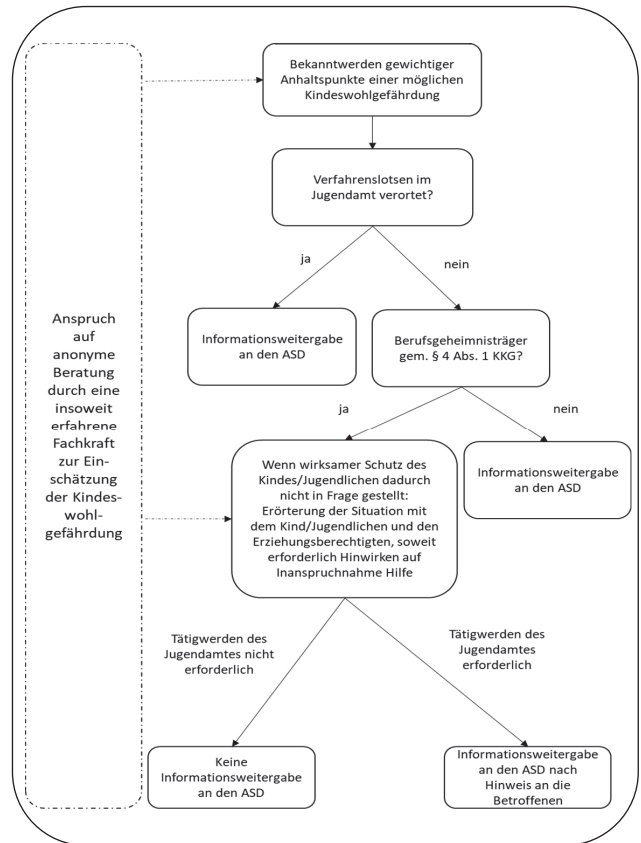 Bekanntwerden gewichtiger
Anhaltspunkte einer möglichen
Kindeswohlgefährdung
Verfahrenslotsen im
Jugendamt verortet?
ja
nein
Informationsweitergabe
an den ASD
Berufsgeheimnisträger
gem. § 4 Abs. 1 KKG?
Anspruch
auf
anonyme
Beratung
durch eine
insoweit
erfahrene
Fachkraft
zur Ein-
schätzung
der Kindes-
wohl-
gefährdung
ja
nein
Wenn wirksamer Schutz des
Kindes/Jugendlichen dadurch
nicht in Frage gestellt:
Erörterung der Situation mit
dem Kind/Jugendlichen und den
Erziehungsberechtigten, soweit
erforderlich Hinwirken auf
Inanspruchnahme Hilfe
Informationsweitergabe
an den ASD
Tätigwerden des
Jugendamtes nicht
erforderlich
Tätigwerden des
Jugendamtes
erforderlich
Keine
Informationsweitergabe
an den ASD
Informationsweitergabe
an den ASD nach
Hinweis an die
Betroffenen